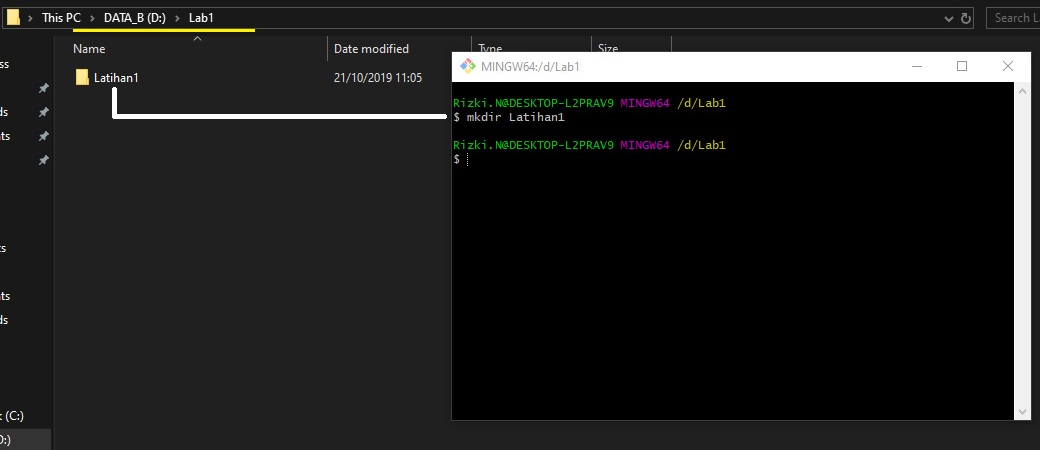 This PC > DATA_B (D:) > Lab1
Search L
Name Date modified Type Size
Latihan1 21/10/2019 11:05
ss
ds
ts
ts
nts
ds
(C:)
D:)
MINGW64:/d/Lab1
Rizki.N@DESKTOP-L2PRAV9 MINGW64 /d/Lab1
$ mkdir Latihan1
Rizki.N@DESKTOP-L2PRAV9 MINGW64 /d/Lab1
$